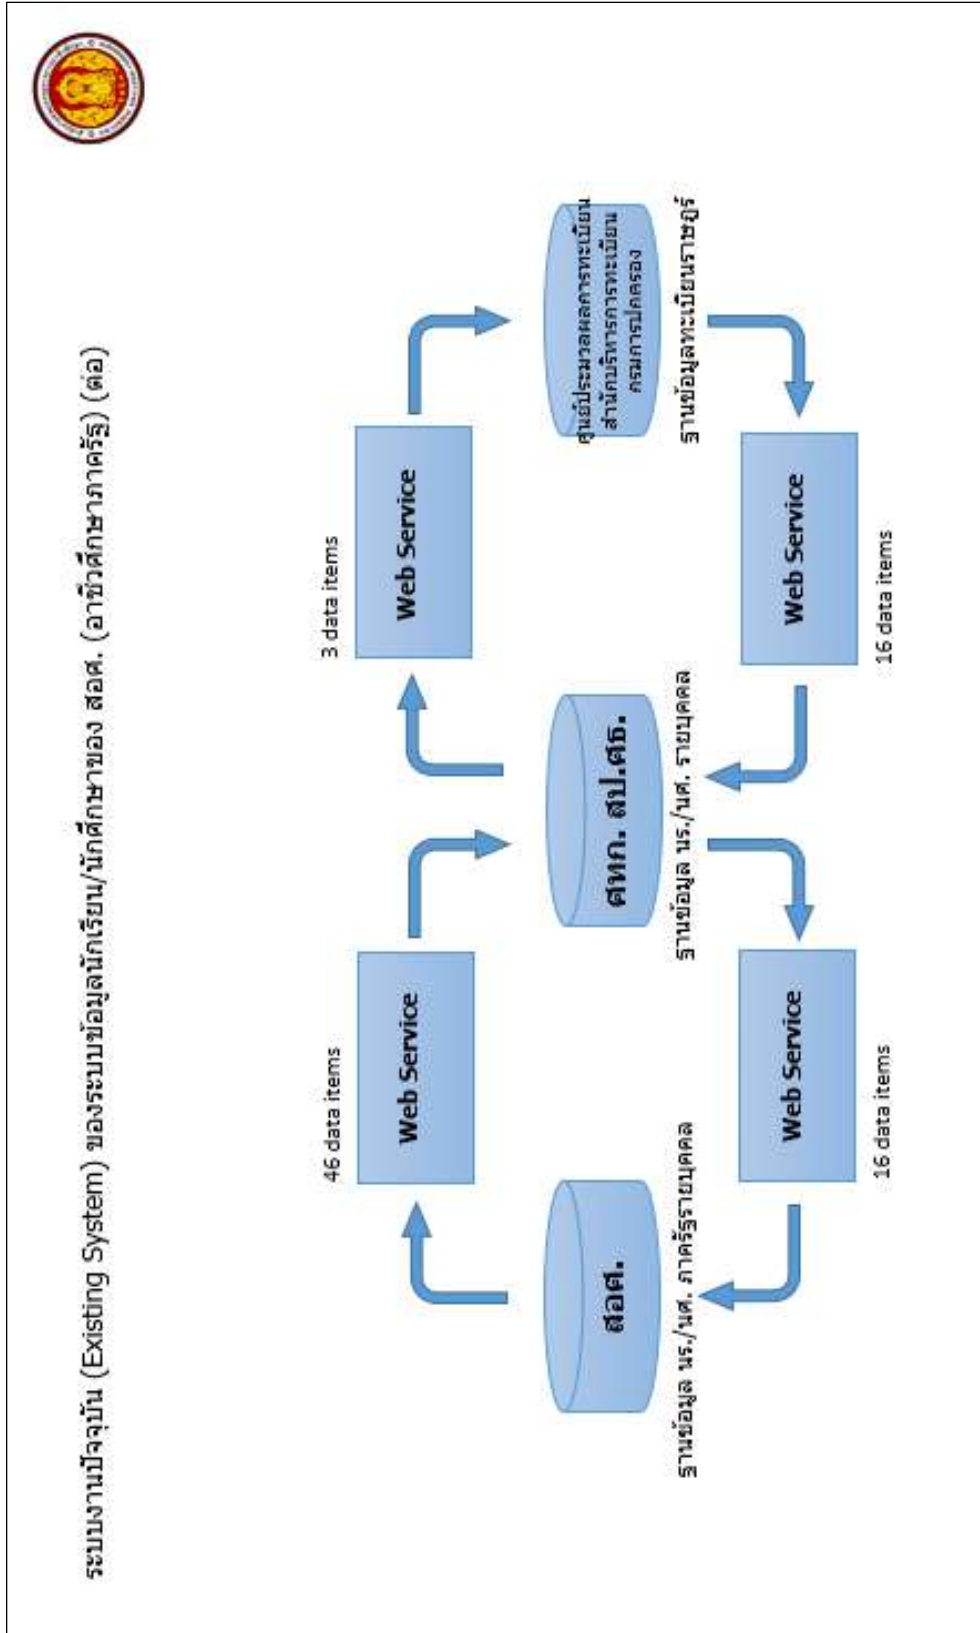 ระบบงานปัจจุบัน (Existing System) ของระบบข้อมูลนักเรียน/นักศึกษาของ สอศ. (อาชีวศึกษาภาครัฐ) (ต่อ)
46 data items
3 data items
Web Service
Web Service
สอศ.
ศทก. สป.ศธ.
ศูนย์ประมวลผลการทะเบียน
สำนักบริหารการทะเบียน
กรมการปกครอง
ฐานข้อมูล นร./นศ. ภาครัฐรายบุคคล
ฐานข้อมูล นร./นศ. รายบุคคล
ฐานข้อมูลทะเบียนราษฎร์
Web Service
Web Service
16 data items
16 data items